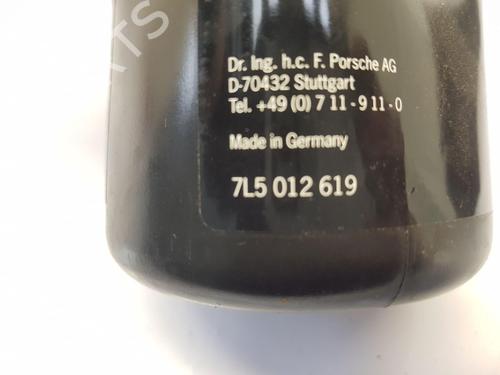 Dr. Ing. h.c. F. Porsche AG
D-70432 Stuttgart
Tel. +49 (0) 7 11 - 9 11 - 0
Made in Germany
7L5 012 619